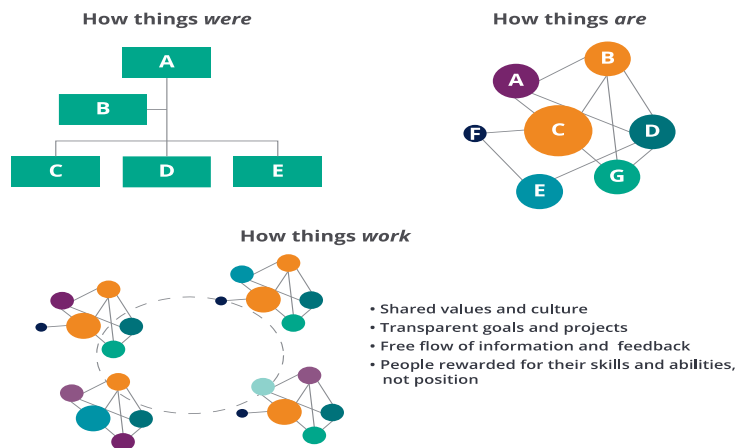 How things were
A
B
C
D
E
How things are
A
B
C
D
E
F
G
How things work
• Shared values and culture
• Transparent goals and projects
• Free flow of information and feedback
• People rewarded for their skills and abilities,
not position